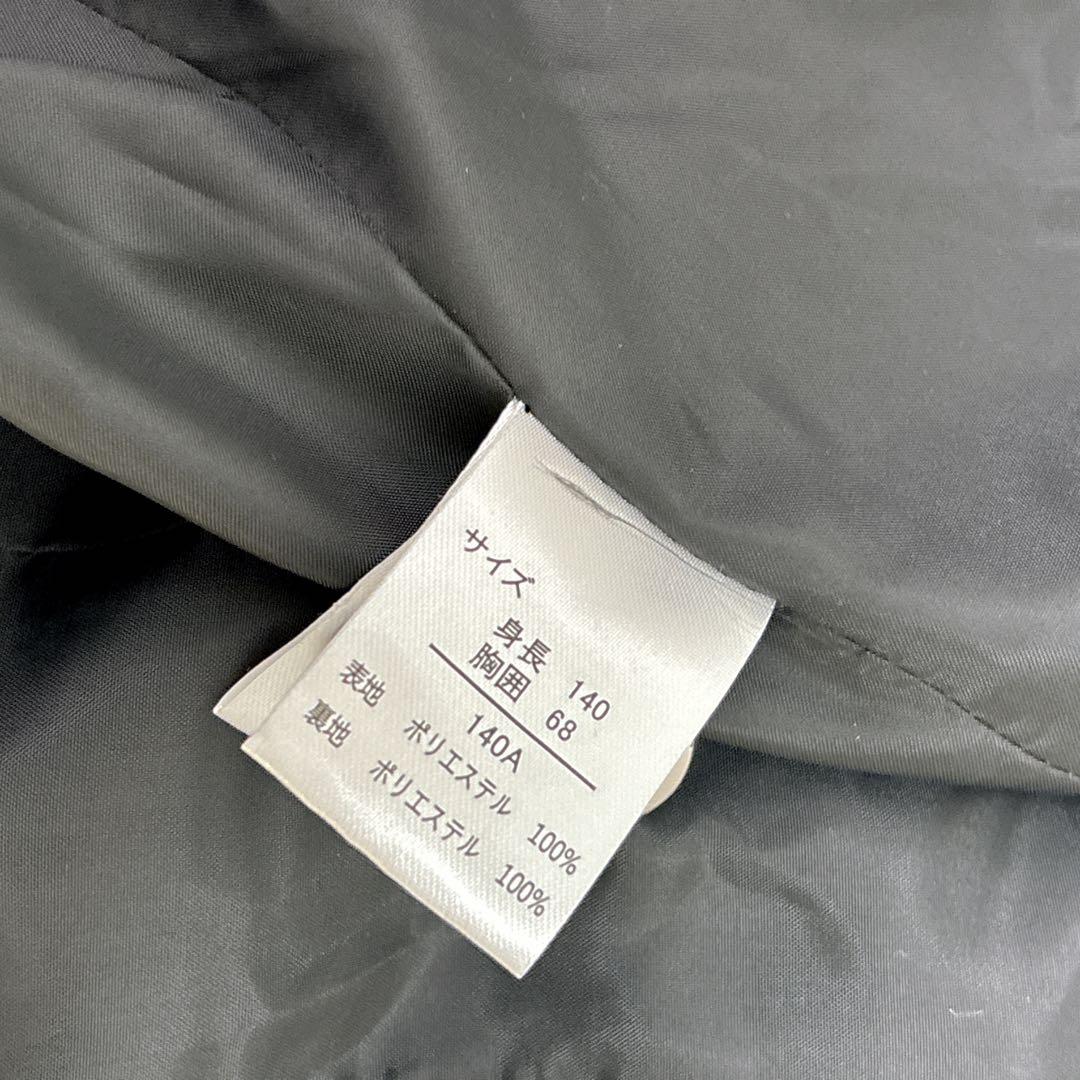 サイズ
身長 140
胸囲 68
140A
表地 ポリエステル 100%
裏地 ポリエステル 100%